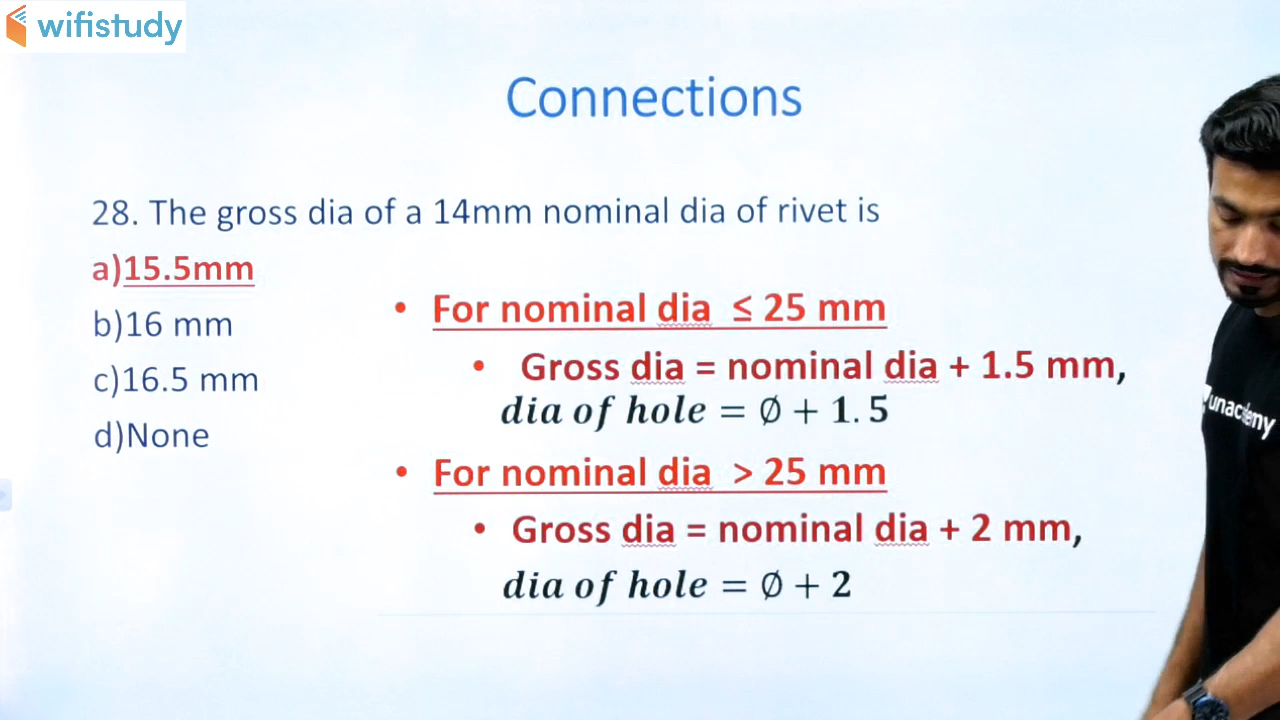 wifistudy
Connections
28. The gross dia of a 14mm nominal dia of rivet is
a)15.5mm
b)16 mm
c)16.5 mm
d)None
• For nominal dia ≤ 25 mm
• Gross dia = nominal dia + 1.5 mm,
dia of hole = ∅ + 1.5
• For nominal dia > 25 mm
• Gross dia = nominal dia + 2 mm,
dia of hole = ∅ + 2
unacademy